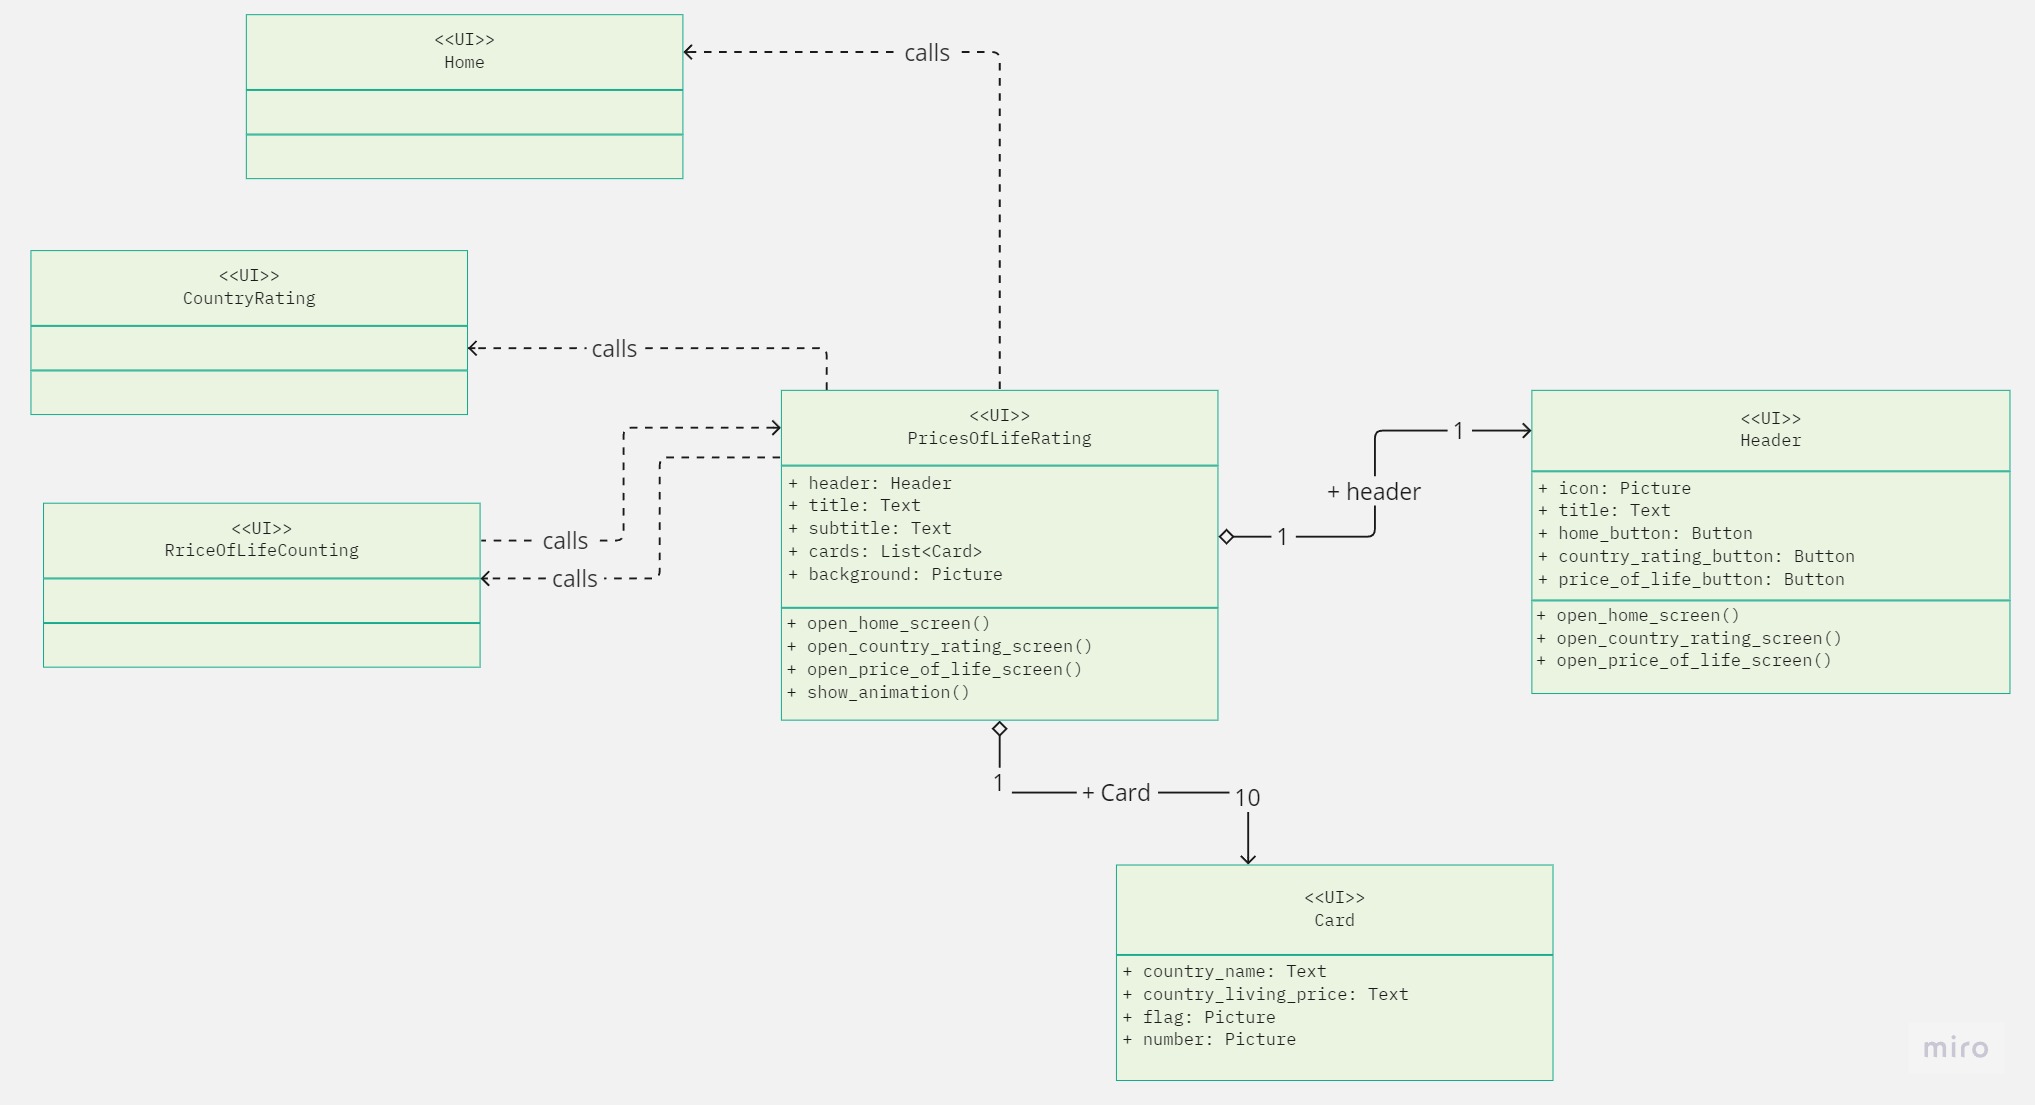 <<UI>>
Home
calls
<<UI>>
CountryRating
calls
<<UI>>
PricesOfLifeRating
+ header: Header
+ title: Text
+ subtitle: Text
+ cards: List<Card>
+ background: Picture
+ open_home_screen()
+ open_country_rating_screen()
+ open_price_of_life_screen()
+ show_animation()
<<UI>>
RriceOfLifeCounting
calls
calls
1
+ header
1
<<UI>>
Header
+ icon: Picture
+ title: Text
+ home_button: Button
+ country_rating_button: Button
+ price_of_life_button: Button
+ open_home_screen()
+ open_country_rating_screen()
+ open_price_of_life_screen()
1
+ Card
10
<<UI>>
Card
+ country_name: Text
+ country_living_price: Text
+ flag: Picture
+ number: Picture
miro